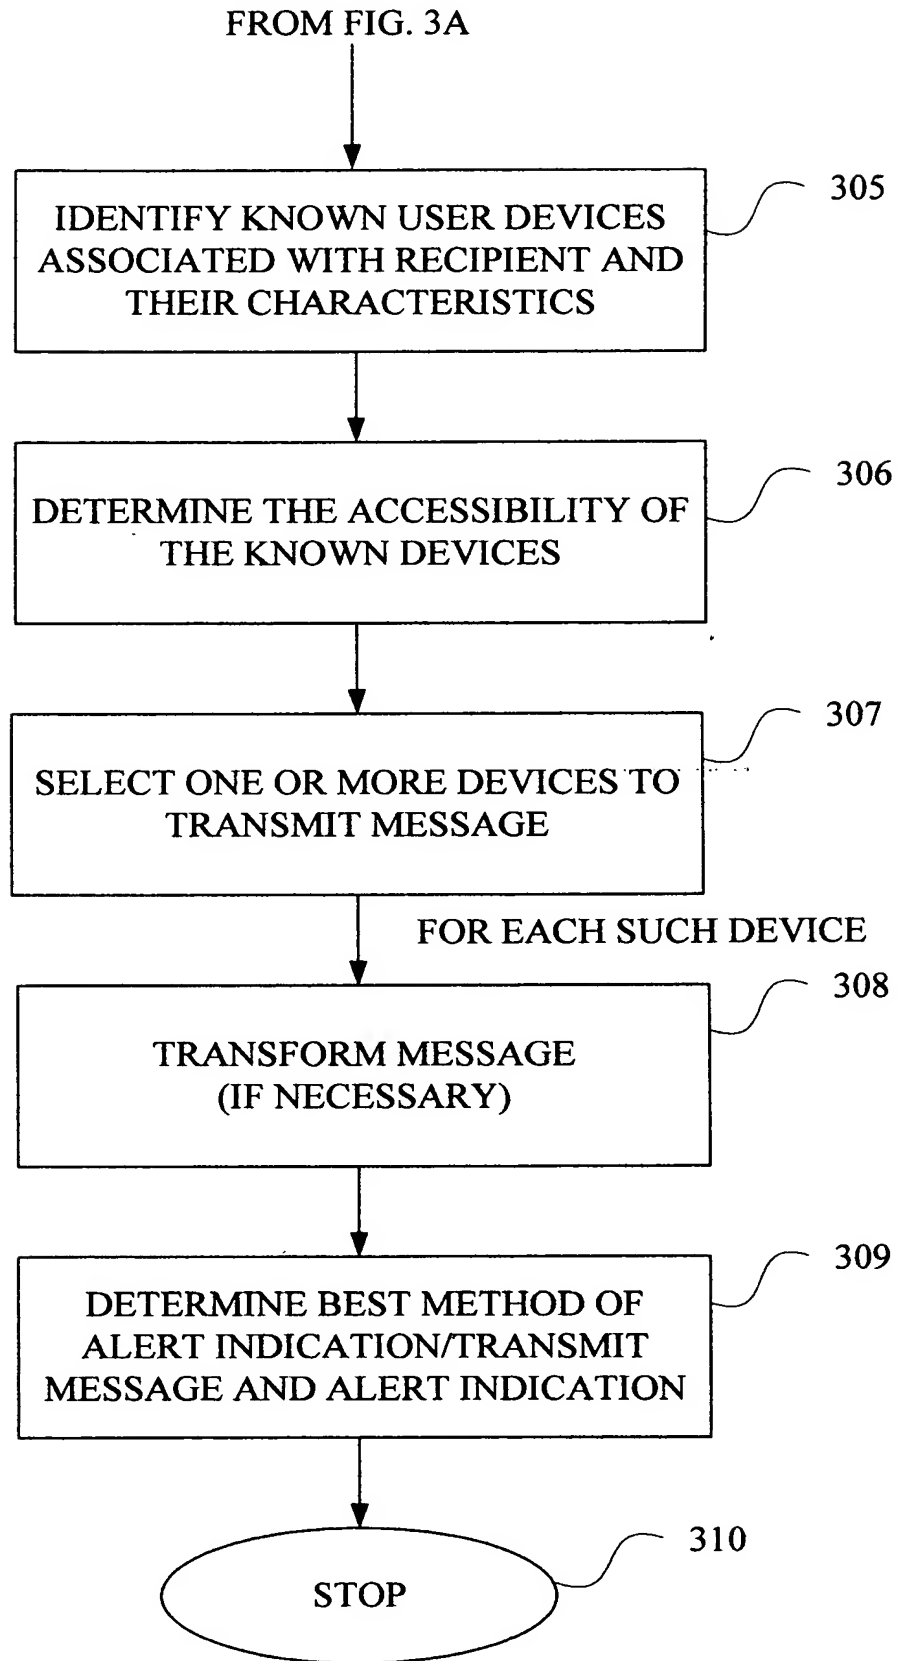 FROM FIG. 3A
305
IDENTIFY KNOWN USER DEVICES
ASSOCIATED WITH RECIPIENT AND
THEIR CHARACTERISTICS
306
DETERMINE THE ACCESSIBILITY OF
THE KNOWN DEVICES
307
SELECT ONE OR MORE DEVICES TO
TRANSMIT MESSAGE
FOR EACH SUCH DEVICE
308
TRANSFORM MESSAGE
(IF NECESSARY)
309
DETERMINE BEST METHOD OF
ALERT INDICATION/TRANSMIT
MESSAGE AND ALERT INDICATION
310
STOP